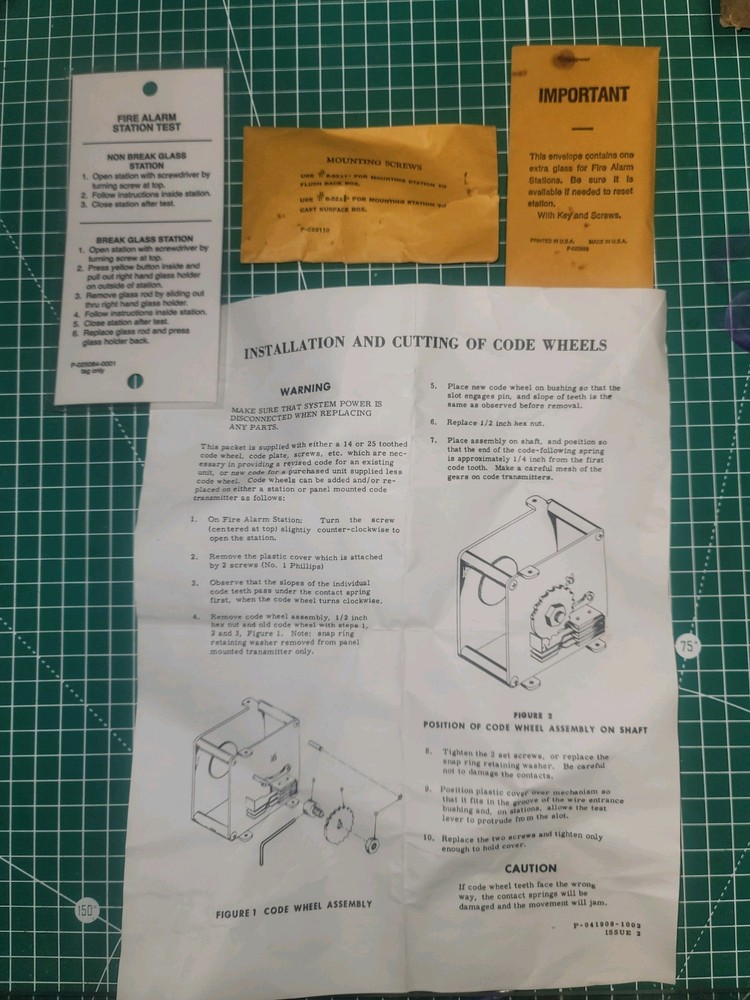 FIRE ALARM
STATION TEST
NON BREAK GLASS
STATION
1. Open station with screwdriver by
turning screw at top.
2. Follow instructions inside station.
3. Close station after test.
BREAK GLASS STATION
1. Open station with screwdriver by
turning screw at top.
2. Press yellow button inside and
pull out right hand glass holder
on outside of station.
3. Remove glass rod by sliding out
thru right hand glass holder.
4. Follow instructions inside station.
5. Close station after test.
6. Replace glass rod and press
glass holder back.
tag only
MOUNTING SCREWS
FOR MOUNTING STATION TO
FLUSH BACK BOX.
FOR MOUNTING STATION TO
CAST SURFACE BOX.
IMPORTANT
This envelope contains one
extra glass for Fire Alarm
Stations. Be sure it is
available if needed to reset
station.
With Key and Screws.
PRINTED IN U.S.A. MADE IN U.S.A.
INSTALLATION AND CUTTING OF CODE WHEELS
WARNING
MAKE SURE THAT SYSTEM POWER IS
DISCONNECTED WHEN REPLACING
ANY PARTS.
This packet is supplied with either a 14 or 25 toothed
code wheel, code plate, screws, etc. which are nec-
essary in providing a revised code for an existing
unit, or new code for a purchased unit supplied less
code wheel. Code wheels can be added and/or re-
placed on either a station or panel mounted code
transmitter as follows:
1. On Fire Alarm Station: Turn the screw
(centered at top) slightly counter-clockwise to
open the station.
2. Remove the plastic cover which is attached
by 2 screws (No. 1 Phillips)
3. Observe that the slopes of the individual
code teeth pass under the contact spring
first, when the code wheel turns clockwise.
4. Remove code wheel assembly, 1/2 inch
hex nut and old code wheel with steps 1,
2 and 3, Figure 1. Note: snap ring
retaining washer removed from panel
mounted transmitter only.
FIGURE 1 CODE WHEEL ASSEMBLY
5. Place new code wheel on bushing so that the
slot engages pin, and slope of teeth is the
same as observed before removal.
6. Replace 1/2 inch hex nut.
7. Place assembly on shaft, and position so
that the end of the code-following spring
is approximately 1/4 inch from the first
code tooth. Make a careful mesh of the
gears on code transmitters.
FIGURE 2
POSITION OF CODE WHEEL ASSEMBLY ON SHAFT
8. Tighten the 2 set screws, or replace the
snap ring retaining washer. Be careful
not to damage the contacts.
9. Position plastic cover over mechanism so
that it fits in the groove of the wire entrance
bushing and, on stations, allows the test
lever to protrude from the slot.
10. Replace the two screws and tighten only
enough to hold cover.
CAUTION
If code wheel teeth face the wrong
way, the contact springs will be
damaged and the movement will jam.
P-041909-1002
ISSUE 2
75°
150°